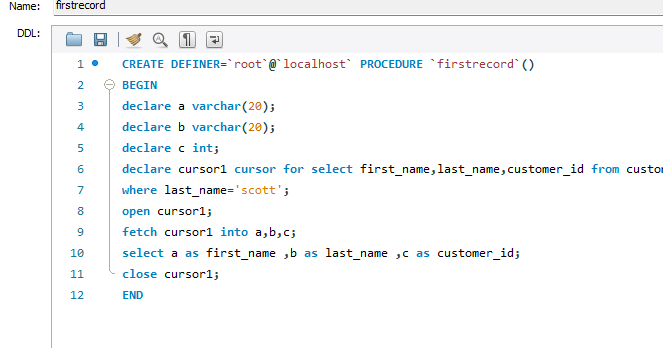 Name: firstrecord
DDL:
1 CREATE DEFINER=`root`@`localhost` PROCEDURE `firstrecord`()
2 BEGIN
3 declare a varchar(20);
4 declare b varchar(20);
5 declare c int;
6 declare cursor1 cursor for select first_name,last_name,customer_id from custo
7 where last_name='scott';
8 open cursor1;
9 fetch cursor1 into a,b,c;
10 select a as first_name ,b as last_name ,c as customer_id;
11 close cursor1;
12 END